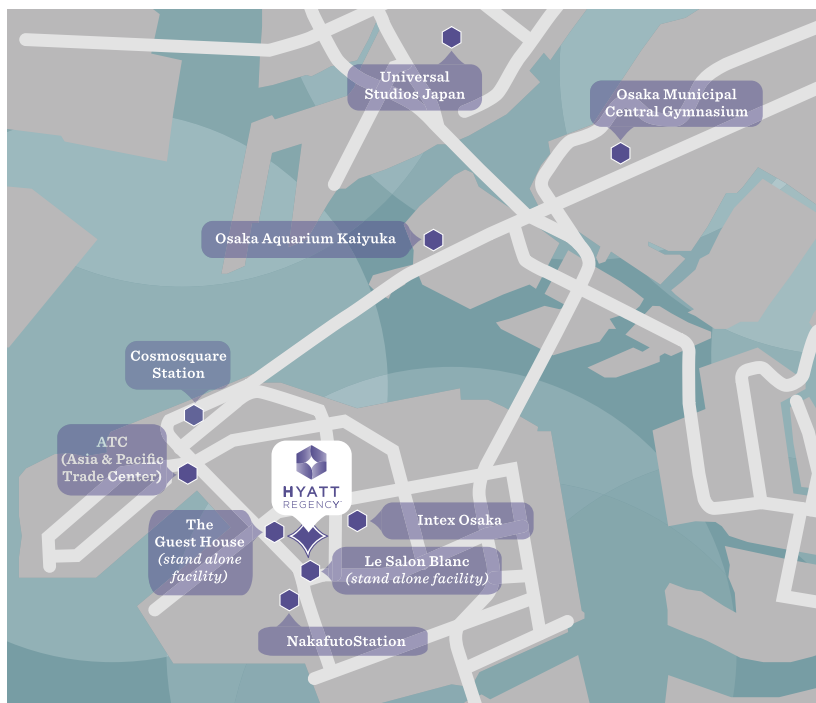 Universal
Studios Japan
Osaka Municipal
Central Gymnasium
Osaka Aquarium Kaiyuka
Cosmosquare
Station
ATC
(Asia & Pacific
Trade Center)
HYATT
REGENCY™
The
Guest House
(stand alone
facility)
Intex Osaka
Le Salon Blanc
(stand alone facility)
NakafutoStation